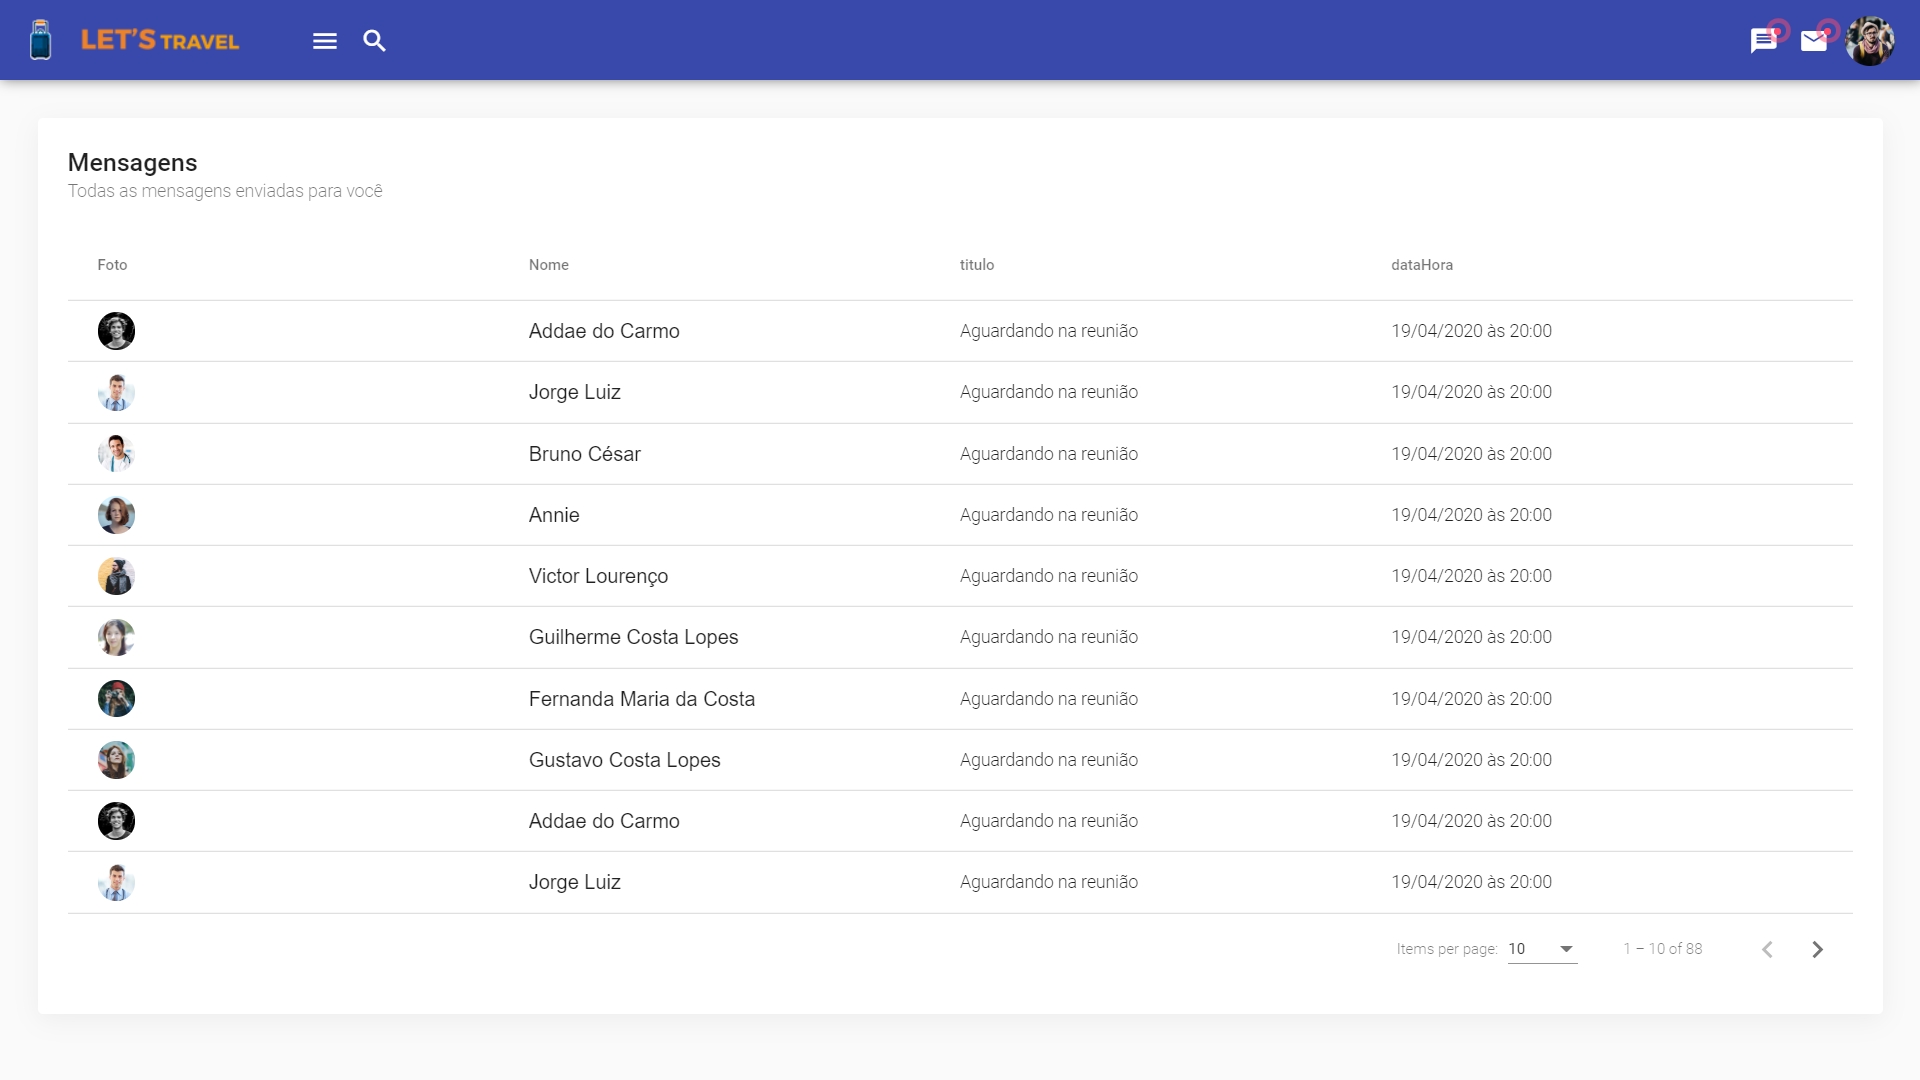 LET'S TRAVEL
Mensagens
Todas as mensagens enviadas para você
Foto Nome titulo dataHora
Addae do Carmo Aguardando na reunião 19/04/2020 às 20:00
Jorge Luiz Aguardando na reunião 19/04/2020 às 20:00
Bruno César Aguardando na reunião 19/04/2020 às 20:00
Annie Aguardando na reunião 19/04/2020 às 20:00
Victor Lourenço Aguardando na reunião 19/04/2020 às 20:00
Guilherme Costa Lopes Aguardando na reunião 19/04/2020 às 20:00
Fernanda Maria da Costa Aguardando na reunião 19/04/2020 às 20:00
Gustavo Costa Lopes Aguardando na reunião 19/04/2020 às 20:00
Addae do Carmo Aguardando na reunião 19/04/2020 às 20:00
Jorge Luiz Aguardando na reunião 19/04/2020 às 20:00
Items per page: 10 1 – 10 of 88